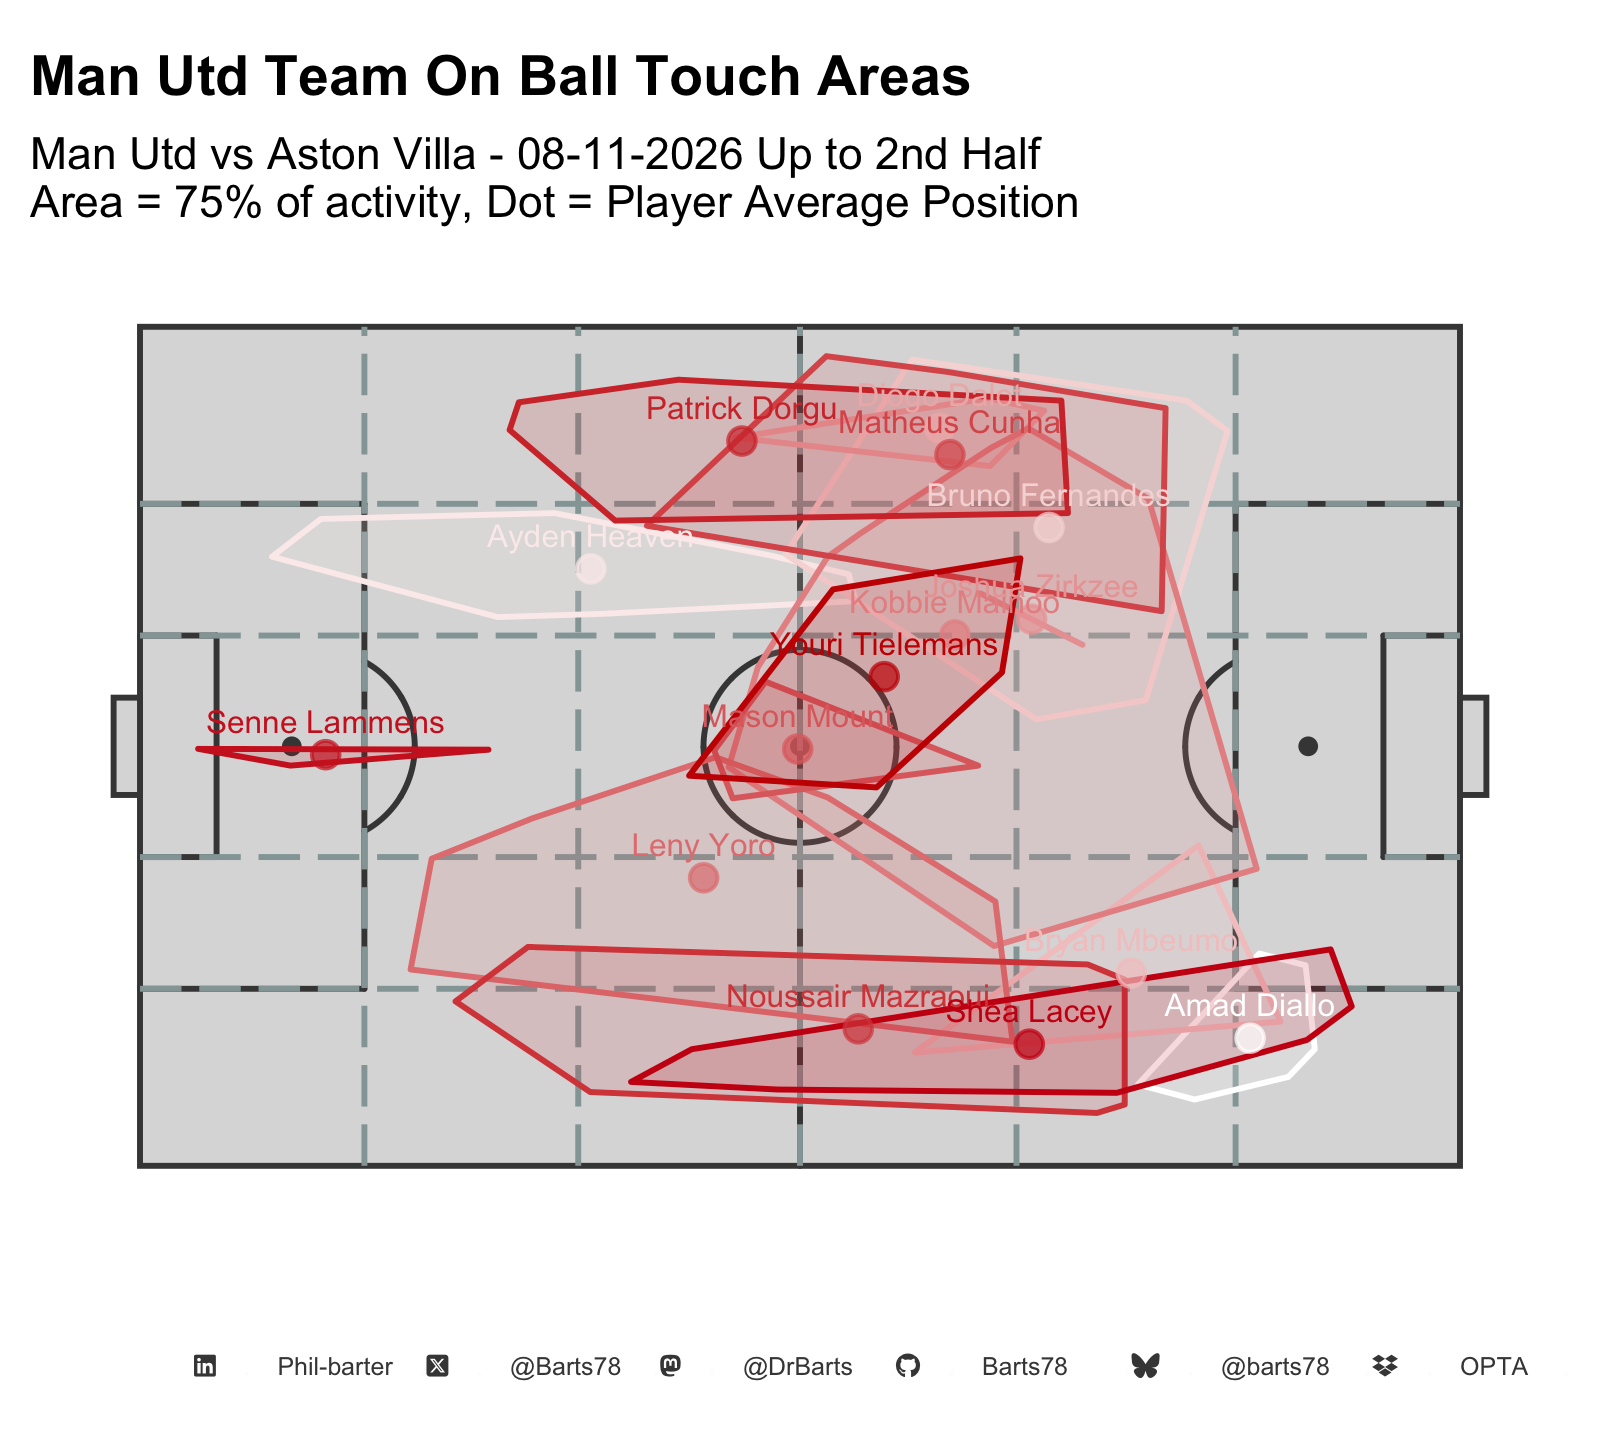 Man Utd Team On Ball Touch Areas
Man Utd vs Aston Villa - 08-11-2026 Up to 2nd Half
Area = 75% of activity, Dot = Player Average Position
Diogo Dalot
Patrick Dorgu
Matheus Cunha
Bruno Fernandes
Ayden Heaven
Joshua Zirkzee
Kobbie Mainoo
Youri Tielemans
Mason Mount
Senne Lammens
Leny Yoro
Bryan Mbeumo
Noussair Mazraoui
Shea Lacey
Amad Diallo
Phil-barter
@Barts78
@DrBarts
Barts78
@barts78
OPTA